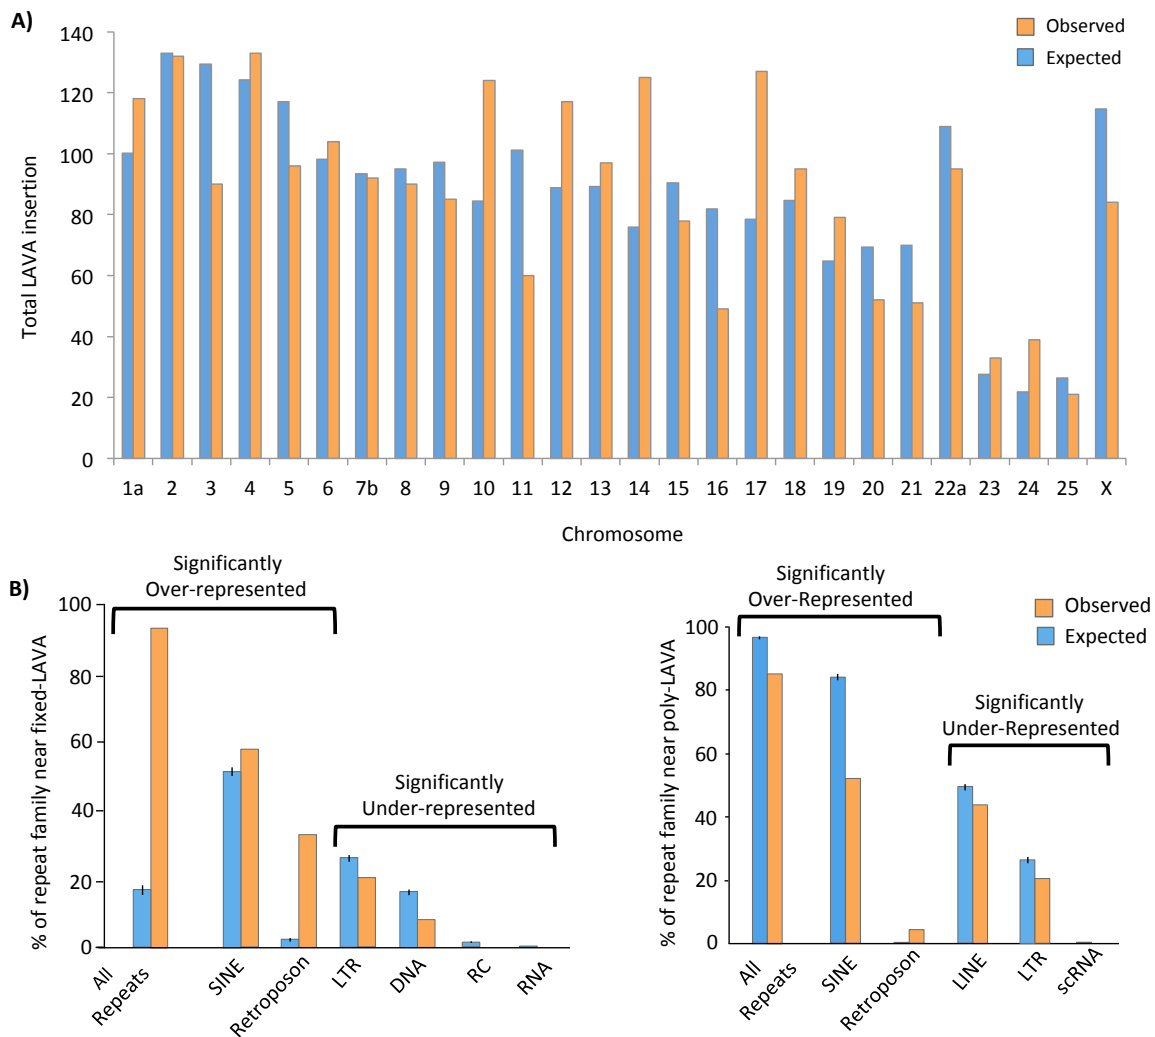 A)
Observed
Expected
Total LAVA insertion
140
120
100
80
60
40
20
0
1a 2 3 4 5 6 7b 8 9 10 11 12 13 14 15 16 17 18 19 20 21 22a 23 24 25 X
Chromosome
B)
Significantly
Over-represented
Significantly
Under-represented
% of repeat family near fixed-LAVA
100
80
60
40
20
0
All
Repeats
SINE
Retroposon
LTR
DNA
RC
RNA
Significantly
Over-Represented
Observed
Expected
Significantly
Under-Represented
% of repeat family near poly-LAVA
100
80
60
40
20
0
All
Repeats
SINE
Retroposon
LINE
LTR
scRNA